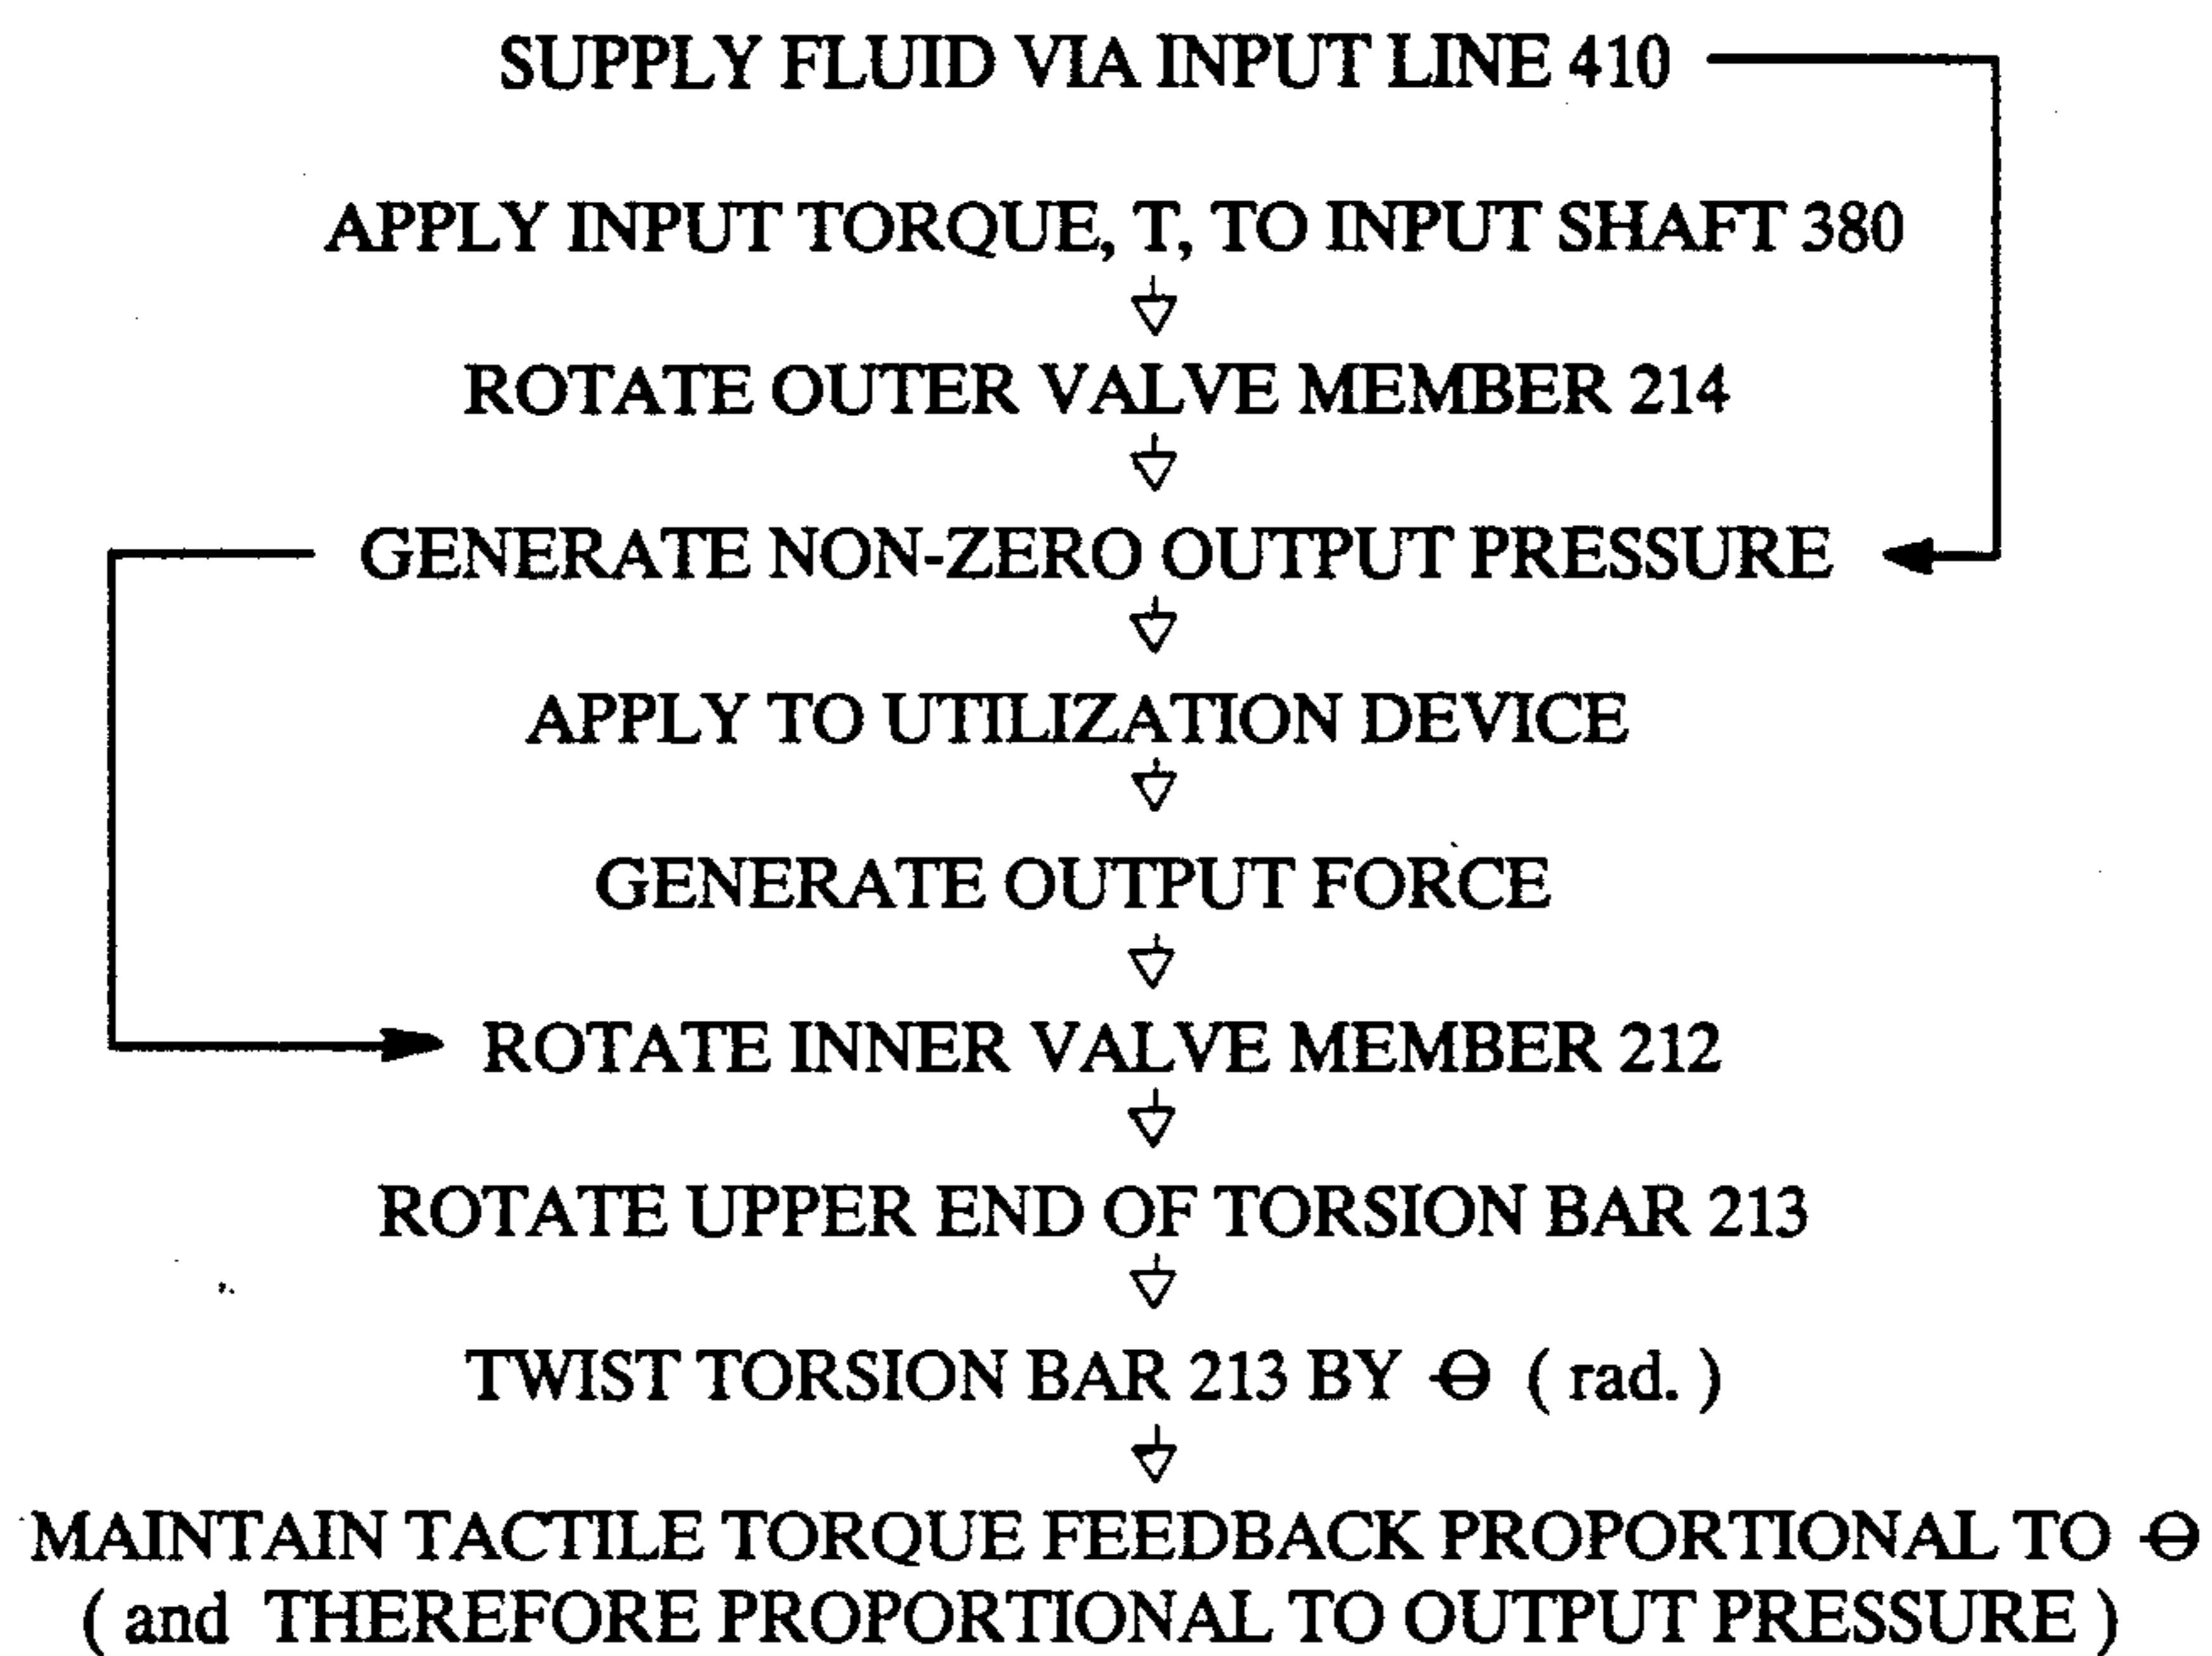 SUPPLY FLUID VIA INPUT LINE 410
APPLY INPUT TORQUE, T, TO INPUT SHAFT 380
ROTATE OUTER VALVE MEMBER 214
GENERATE NON-ZERO OUTPUT PRESSURE
APPLY TO UTILIZATION DEVICE
GENERATE OUTPUT FORCE
ROTATE INNER VALVE MEMBER 212
ROTATE UPPER END OF TORSION BAR 213
TWIST TORSION BAR 213 BY Θ ( rad. )
MAINTAIN TACTILE TORQUE FEEDBACK PROPORTIONAL TO Θ
( and THEREFORE PROPORTIONAL TO OUTPUT PRESSURE )